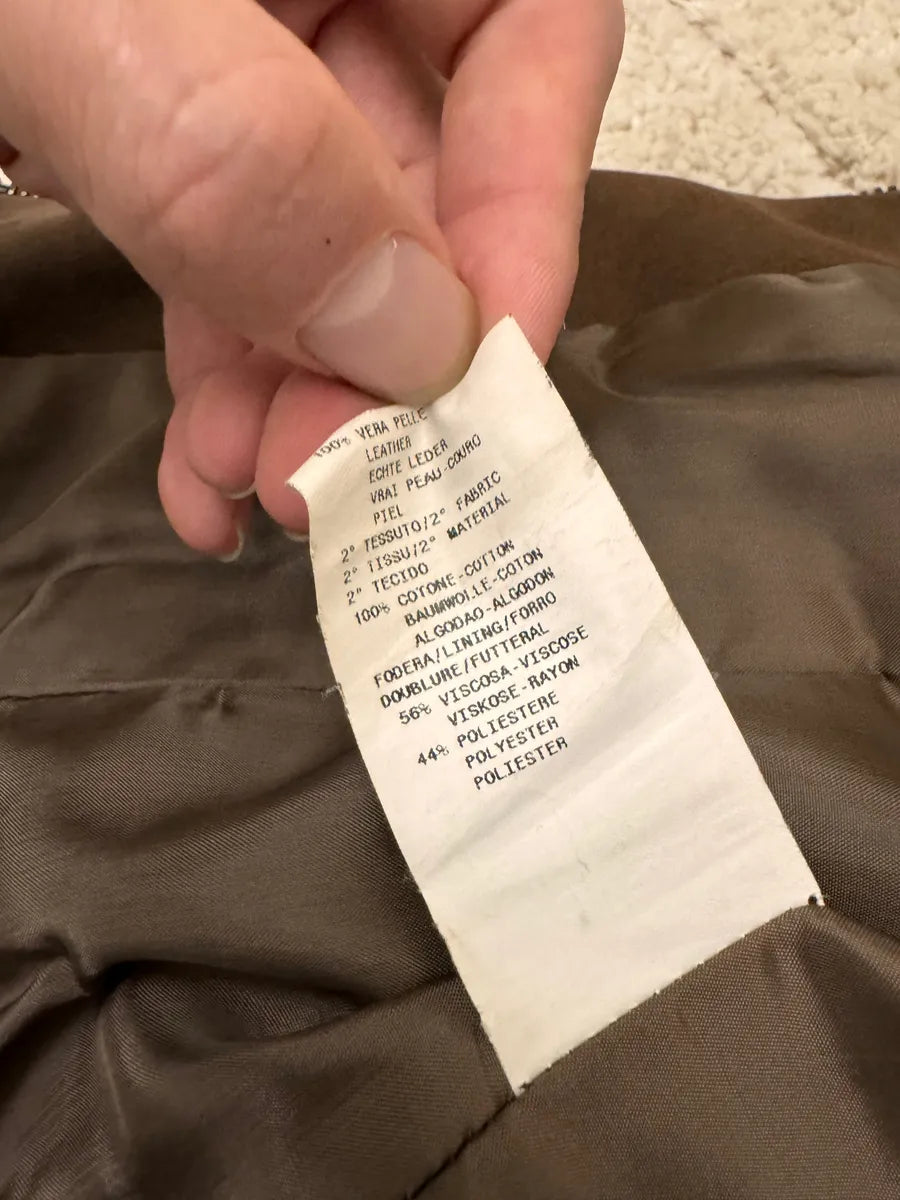 100% VERA PELLE
LEATHER
ECHTE LEDER
VRAI PEAU-COURO
PIEL
2° TESSUTO/2° FABRIC
2° TISSU/2° MATERIAL
2" TECIDO
100% COTONE-COTTON
BAUMWOLLE-COTON
ALGODAO-ALGODON
FODERA/LINING/FORRO
DOUBLURE/FUTTERAL
56% VISCOSA-VISCOSE
VISKOSE-RAYON
44% POLIESTERE
POLYESTER
POLIESTER